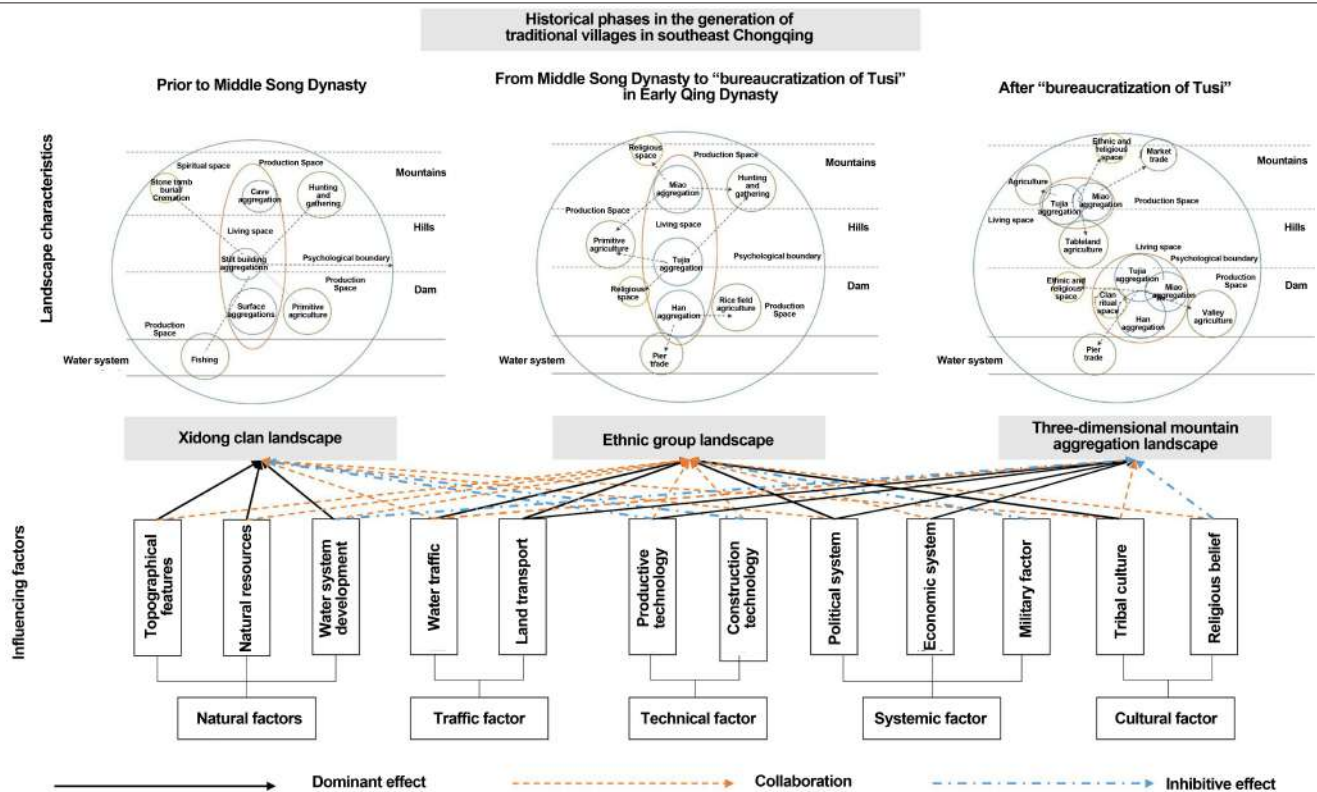 Historical phases in the generation of
traditional villages in southeast Chongqing
Prior to Middle Song Dynasty
From Middle Song Dynasty to “bureaucratization of Tusi”
in Early Qing Dynasty
After “bureaucratization of Tusi”
Landscape characteristics
Spiritual space
Production Space
Mountains
Stone tomb
burial
Cremation
Cave
aggregation
Hunting
and
gathering
Living space
Hills
Stilt building
aggregationn
Psychological boundary
Production
Space
Dam
Surface
aggregations
Primitive
agriculture
Production
Space
Fishing
Water system
Religious
space
Production Space
Mountains
Miao
aggregation
Hunting and
gathering
Production Space
Living space
Hills
Primitive
agriculture
Tujia
aggregation
Psychological boundary
Dam
Religious
space
Han
aggregation
Rice field
agriculture
Production
Space
Pier
trade
Water system
Ethnic and
religious
space
Market
trade
Mountains
Agriculture
Tujia
aggregation
Miao
aggregation
Production Space
Living space
Hills
Tableland
agriculture
Living space
Psychological boundary
Tujia
aggregation
Production
Space
Dam
Ethnic and
religious
space
Clan
ritual
space
Miao
aggregation
Han
aggregation
Valley
agriculture
Pier
trade
Water system
Xidong clan landscape
Ethnic group landscape
Three-dimensional mountain
aggregation landscape
Influencing factors
Topographical
features
Natural resources
Water system
development
Water traffic
Land transport
Productive
technology
Construction
technology
Political system
Economic system
Military factor
Tribal culture
Religious belief
Natural factors
Traffic factor
Technical factor
Systemic factor
Cultural factor
Dominant effect
Collaboration
Inhibitive effect